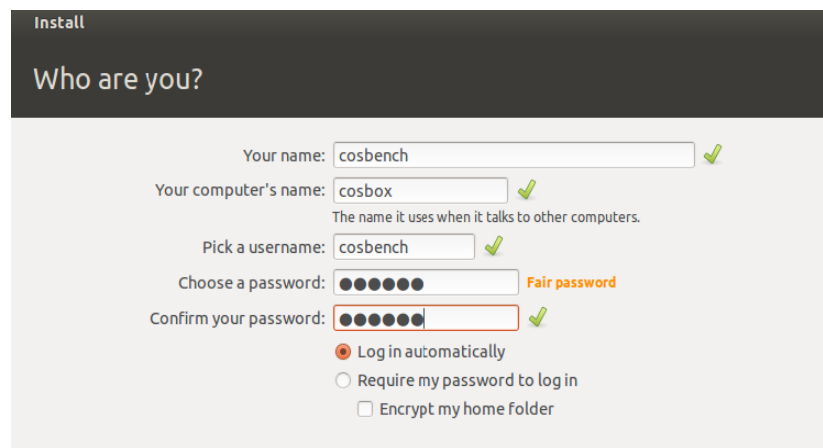 Install
Who are you?
Your name: cosbench
Your computer's name: cosbox
The name it uses when it talks to other computers.
Pick a username: cosbench
Choose a password: ●●●●●● Fair password
Confirm your password: ●●●●●●
Log in automatically
Require my password to log in
Encrypt my home folder